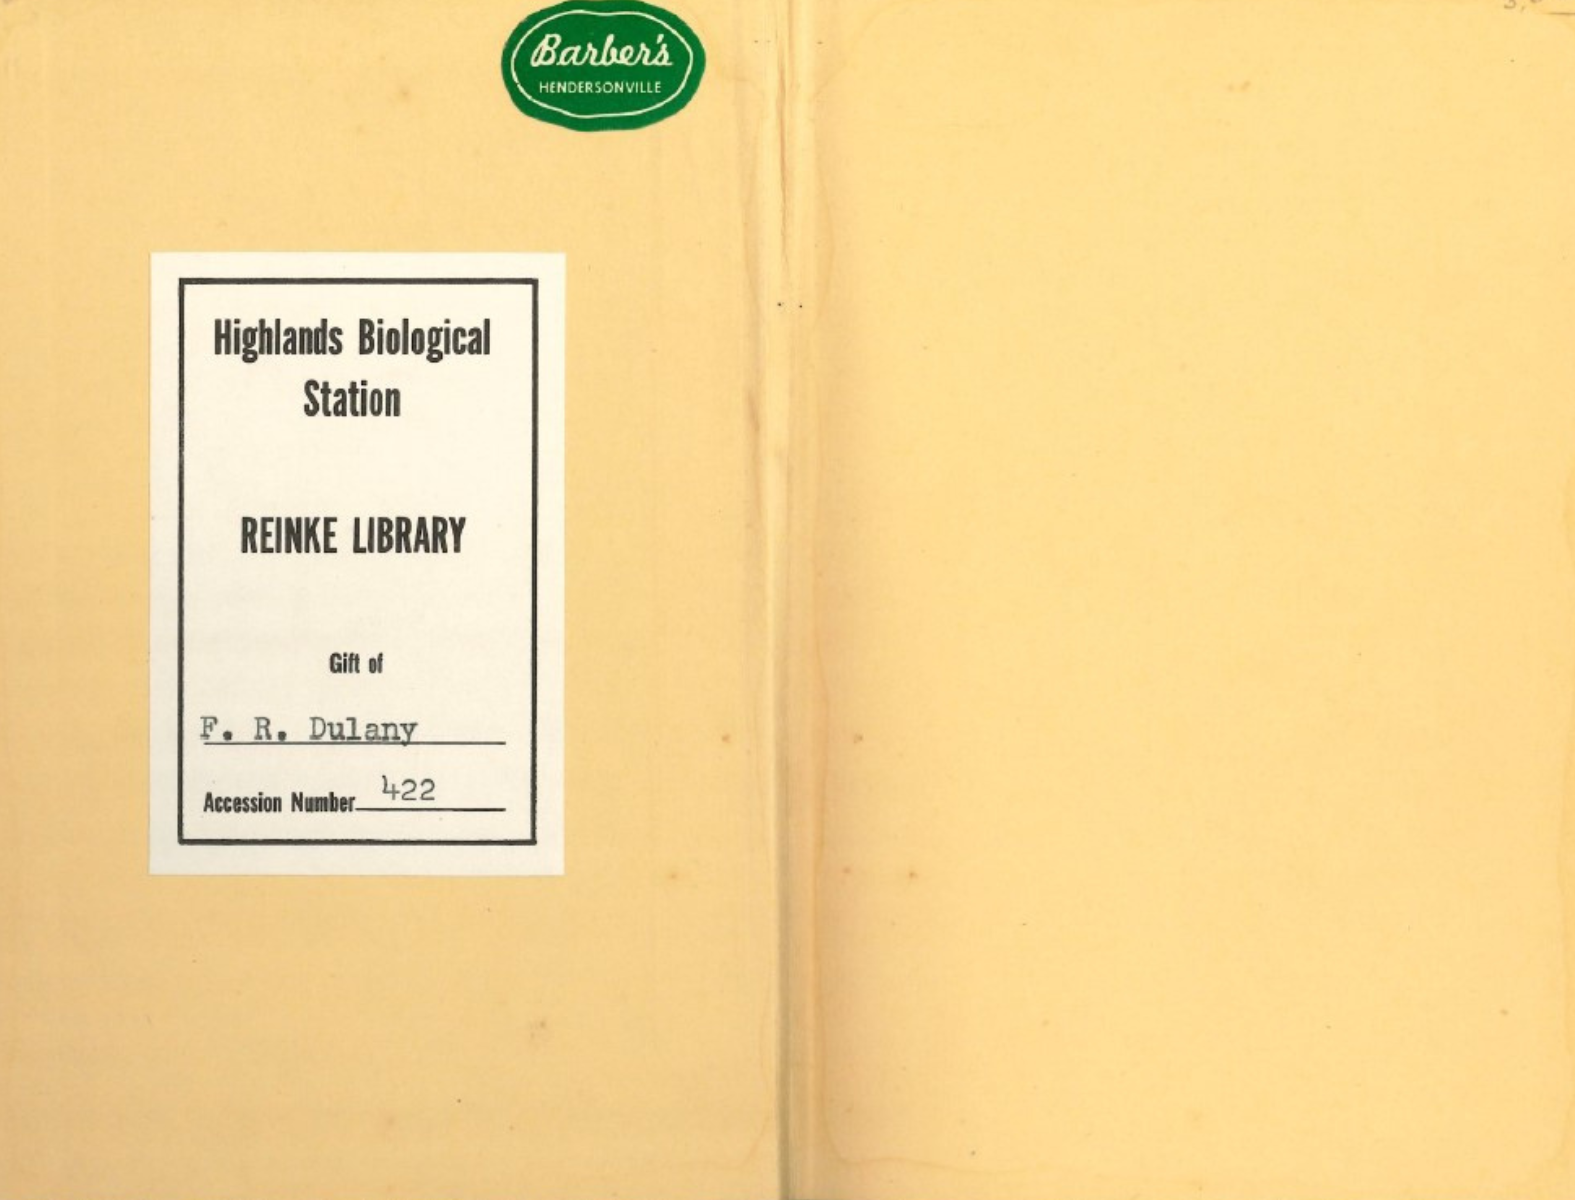 Barber's
HENDERSONVILLE
Highlands Biological
Station
REINKE LIBRARY
Gift of
F. R. Dulany
Accession Number 422